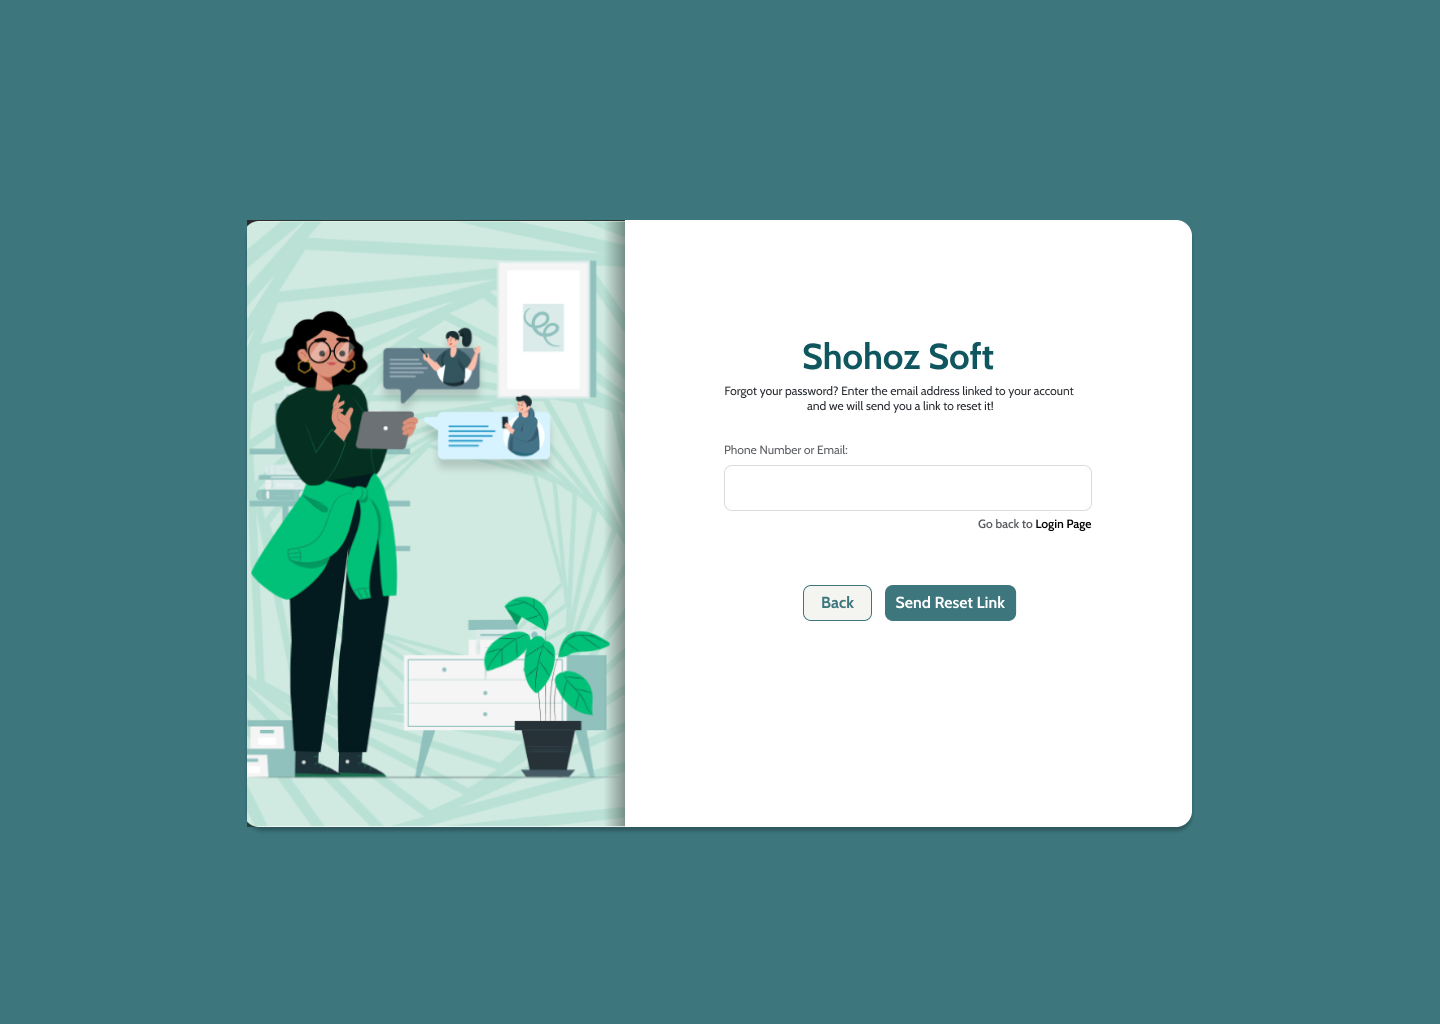 Shohoz Soft
Forgot your password? Enter the email address linked to your account
and we will send you a link to reset it!
Phone Number or Email:
Go back to Login Page
Back
Send Reset Link